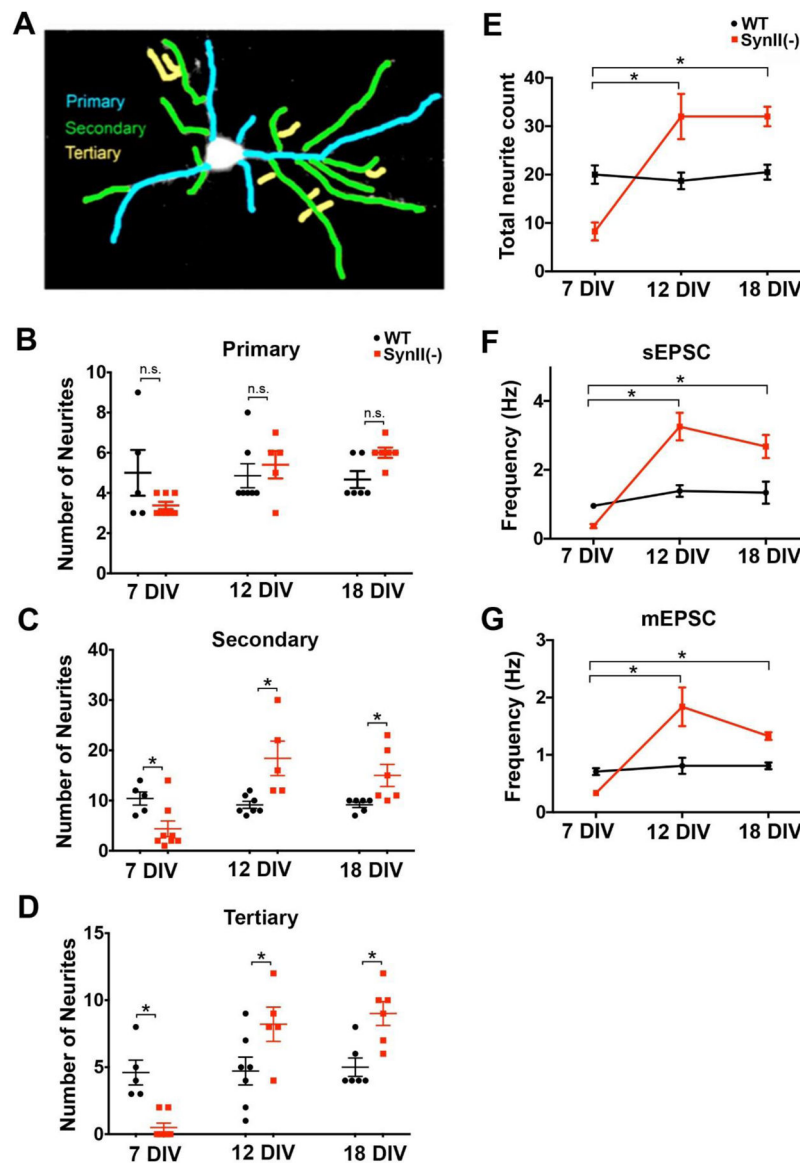 A
Primary
Secondary
Tertiary
B
Primary
WT
SynII(-)
n.s.
n.s.
n.s.
Number of Neurites
10
8
6
4
2
0
7 DIV
12 DIV
18 DIV
C
Secondary
Number of Neurites
40
30
20
10
0
*
*
*
7 DIV
12 DIV
18 DIV
D
Tertiary
Number of Neurites
15
10
5
0
*
*
*
7 DIV
12 DIV
18 DIV
E
WT
SynII(-)
Total neurite count
40
30
20
10
0
*
*
7 DIV
12 DIV
18 DIV
F
sEPSC
Frequency (Hz)
4
2
0
*
*
7 DIV
12 DIV
18 DIV
G
mEPSC
Frequency (Hz)
3
2
1
0
*
*
7 DIV
12 DIV
18 DIV